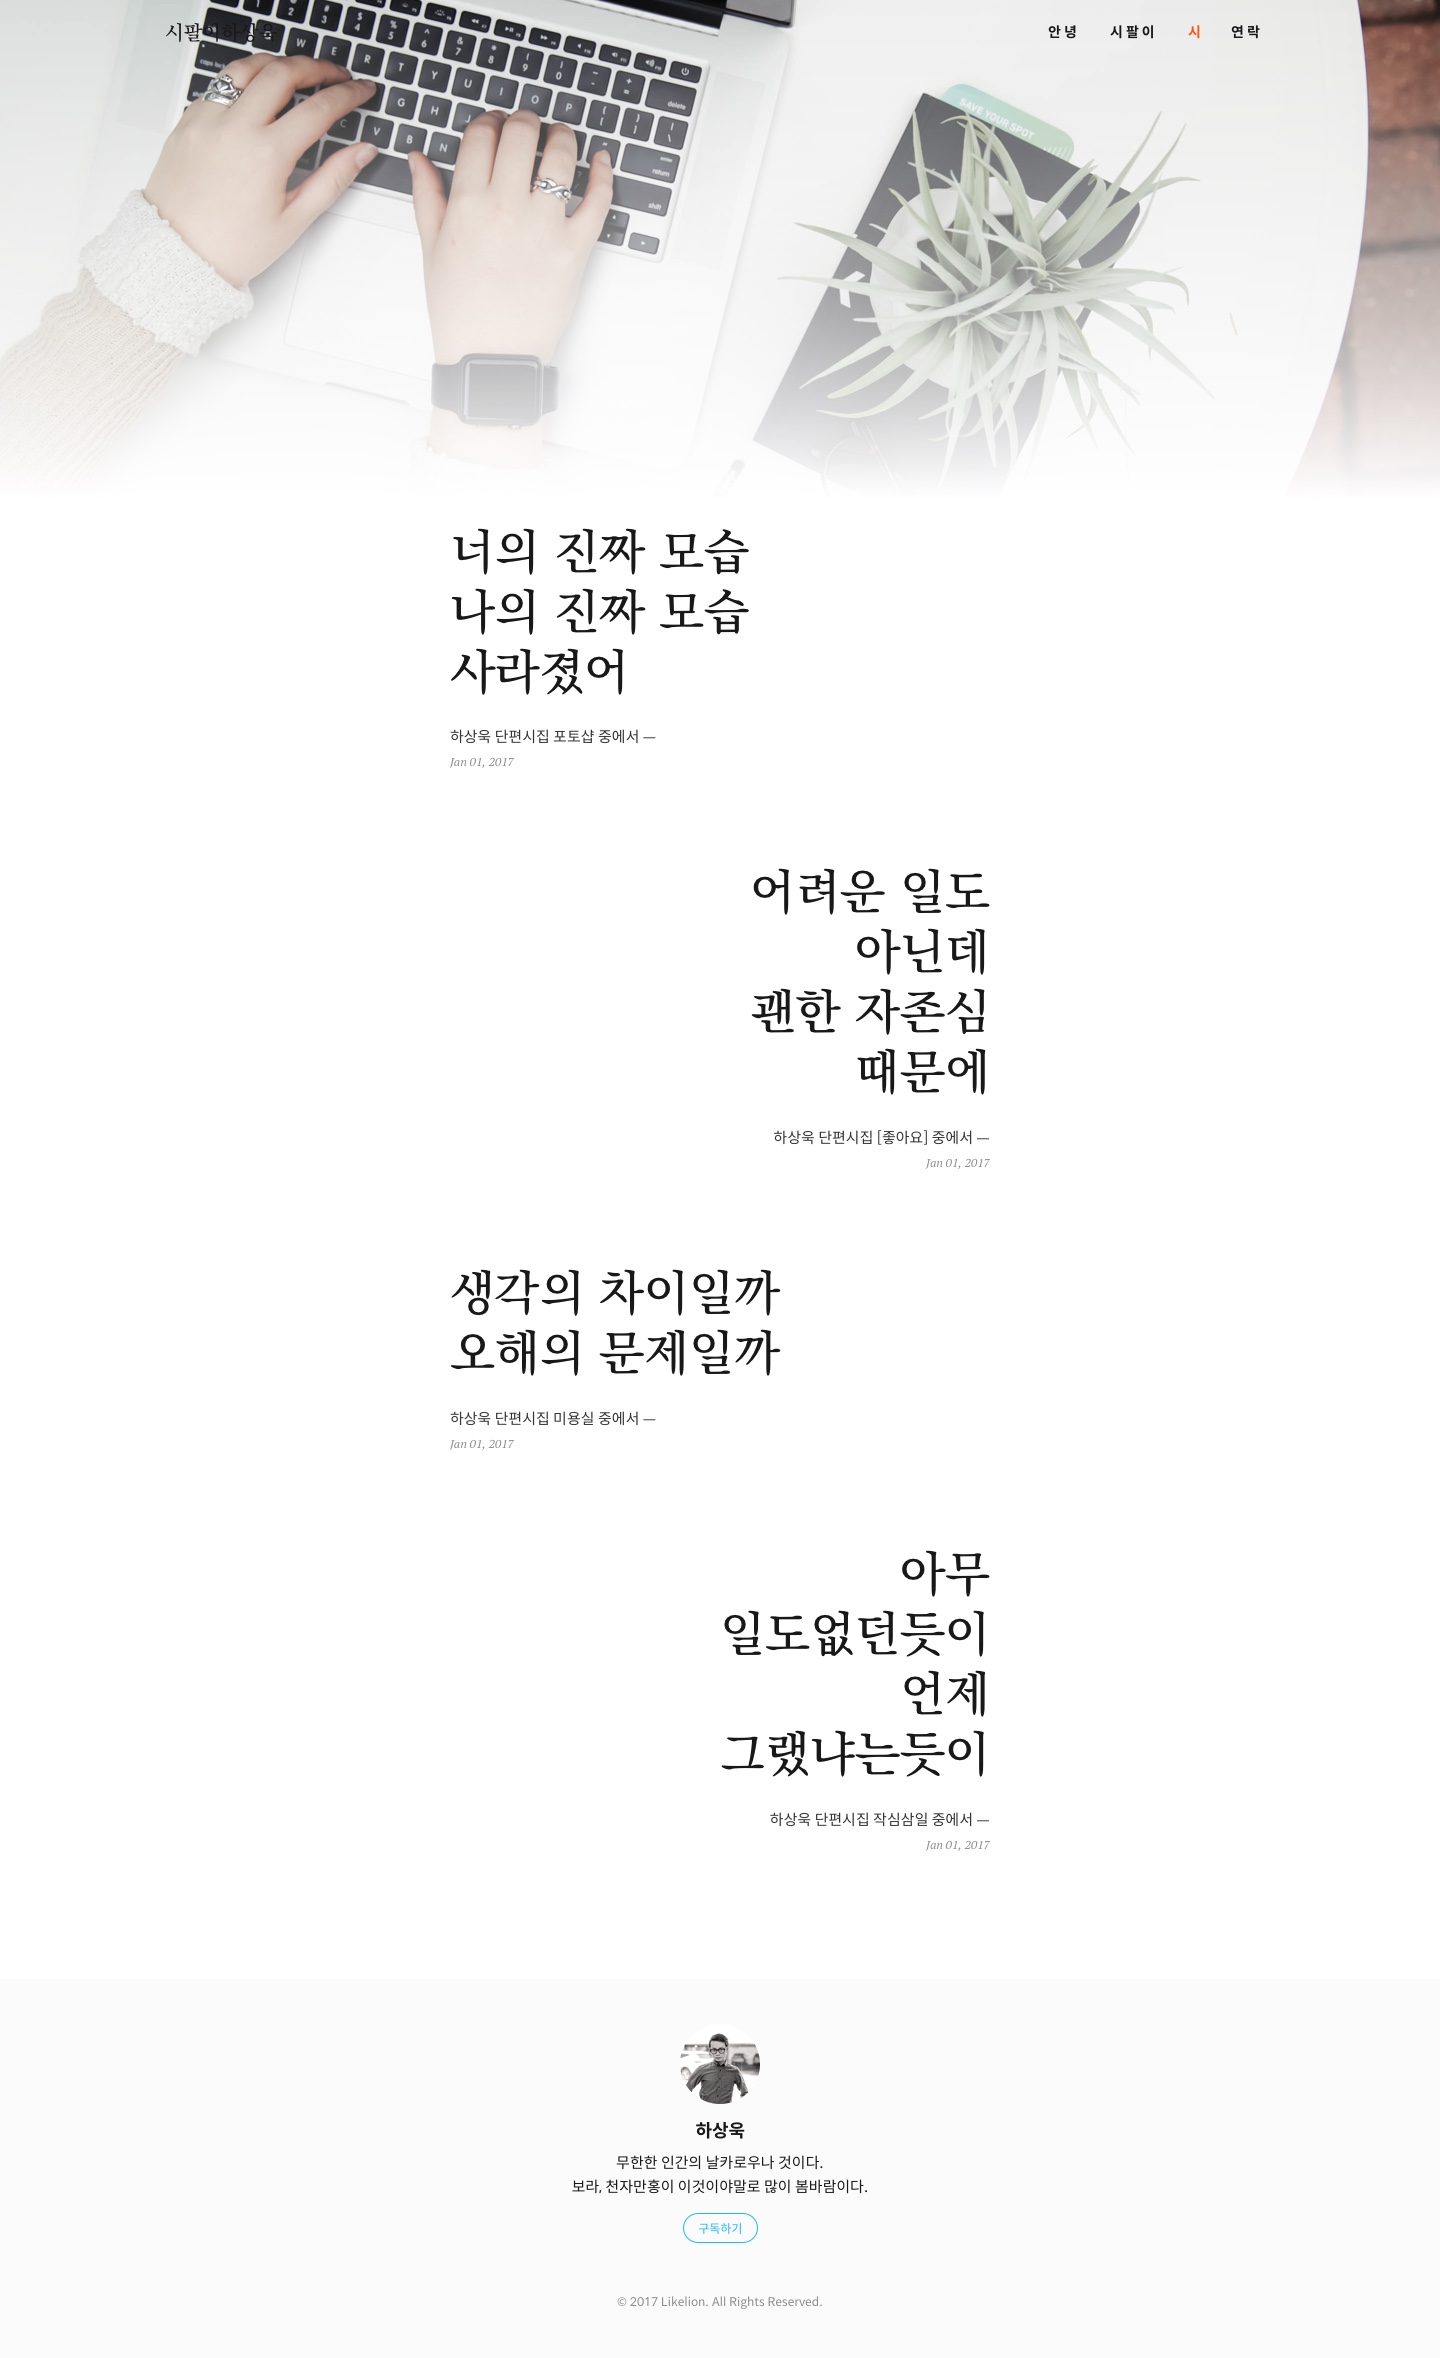 시팔이하상욱
안녕 시팔이 시 연락
SAVE YOUR SPOT
delete
enter
return
shift
caps lock
너의 진짜 모습
나의 진짜 모습
사라졌어
하상욱 단편시집 포토샵 중에서 —
Jan 01, 2017
어려운 일도
아닌데
괜한 자존심
때문에
하상욱 단편시집 [좋아요] 중에서 —
Jan 01, 2017
생각의 차이일까
오해의 문제일까
하상욱 단편시집 미용실 중에서 —
Jan 01, 2017
아무
일도없던듯이
언제
그랬냐는듯이
하상욱 단편시집 작심삼일 중에서 —
Jan 01, 2017
하상욱
무한한 인간의 날카로우나 것이다.
보라, 천자만홍이 이것이야말로 많이 봄바람이다.
구독하기
© 2017 Likelion. All Rights Reserved.